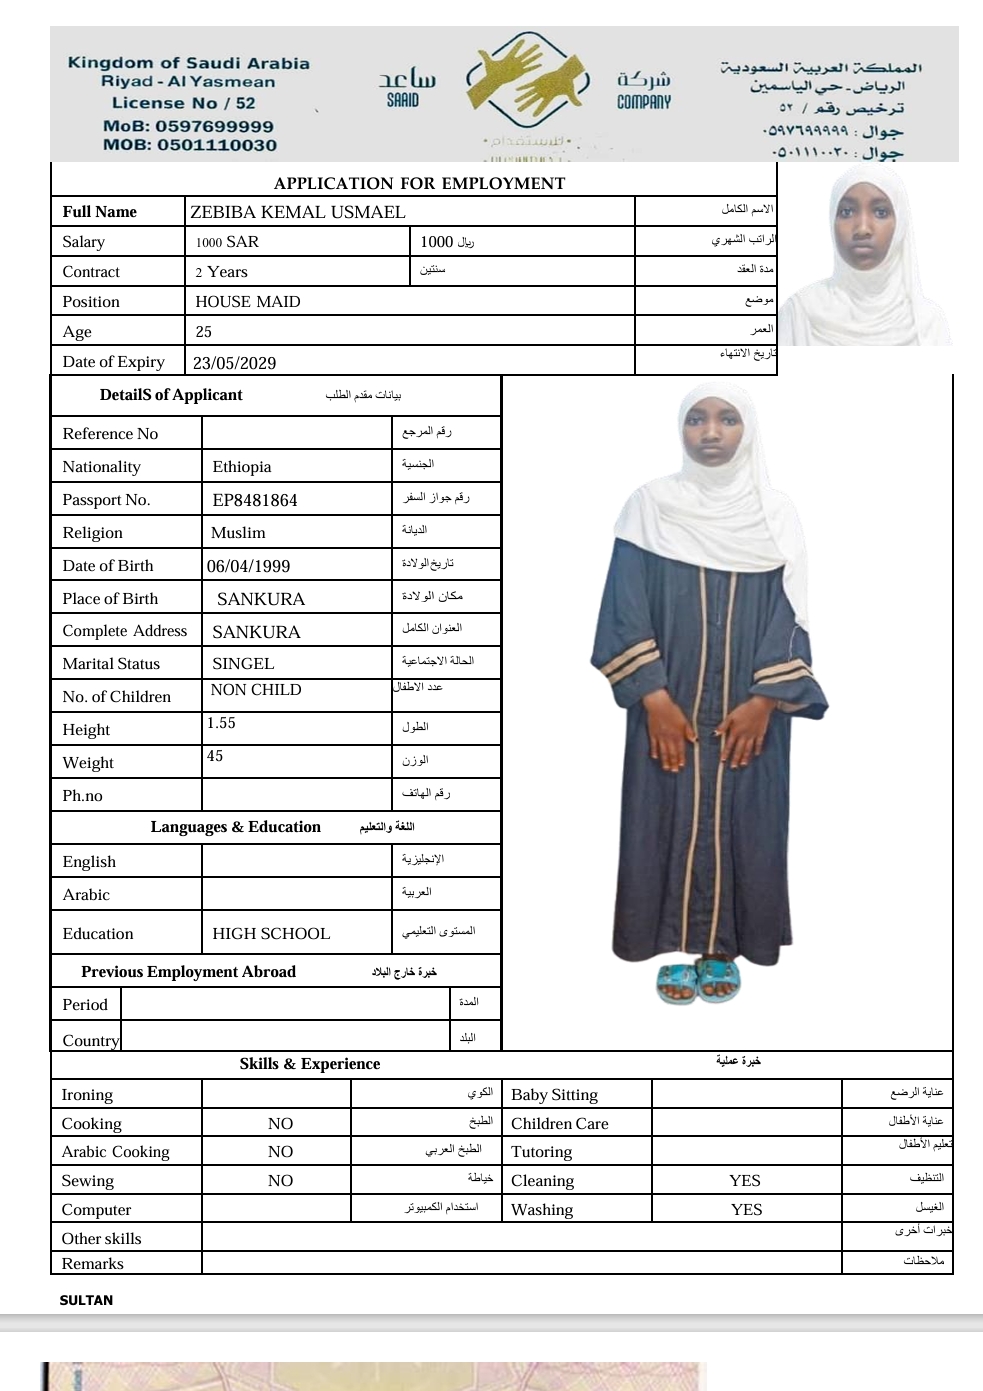 Kingdom of Saudi Arabia
Riyad - Al Yasmean
License No / 52
MoB: 0597699999
MOB: 0501110030
ساعد
SAAID
شركة
COMPANY
للاستقدام
المملكة العربية السعودية
الرياض - حي الياسمين
ترخيص رقم / ٥٢
جوال : ٠٥٩٧٦٩٩٩٩٩
جوال : ٠٥٠١١١٠٠٣٠
APPLICATION FOR EMPLOYMENT
Full Name ZEBIBA KEMAL USMAEL الاسم الكامل
Salary 1000 SAR 1000 ريال الراتب الشهري
Contract 2 Years سنتين مدة العقد
Position HOUSE MAID موضع
Age 25 العمر
Date of Expiry 23/05/2029 تاريخ الانتهاء
DetailS of Applicant بيانات مقدم الطلب
Reference No رقم المرجع
Nationality Ethiopia الجنسية
Passport No. EP8481864 رقم جواز السفر
Religion Muslim الديانة
Date of Birth 06/04/1999 تاريخ الولادة
Place of Birth SANKURA مكان الولادة
Complete Address SANKURA العنوان الكامل
Marital Status SINGEL الحالة الاجتماعية
No. of Children NON CHILD عدد الاطفال
Height 1.55 الطول
Weight 45 الوزن
Ph.no رقم الهاتف
Languages & Education اللغة والتعليم
English الإنجليزية
Arabic العربية
Education HIGH SCHOOL المستوى التعليمي
Previous Employment Abroad خبرة خارج البلاد
Period المدة
Country البلد
Skills & Experience خبرة عملية
Ironing الكوي Baby Sitting عناية الرضع
Cooking NO الطبخ Children Care عناية الأطفال
Arabic Cooking NO الطبخ العربي Tutoring تعليم الأطفال
Sewing NO خياطة Cleaning YES التنظيف
Computer استخدام الكمبيوتر Washing YES الغيسل
Other skills خبرات أخرى
Remarks ملاحظات
SULTAN